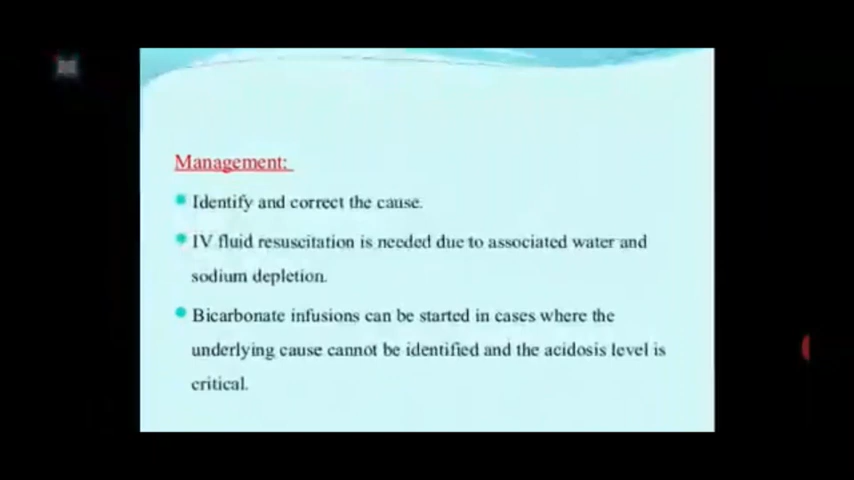 Management:
Identify and correct the cause.
IV fluid resuscitation is needed due to associated water and
sodium depletion.
Bicarbonate infusions can be started in cases where the
underlying cause cannot be identified and the acidosis level is
critical.